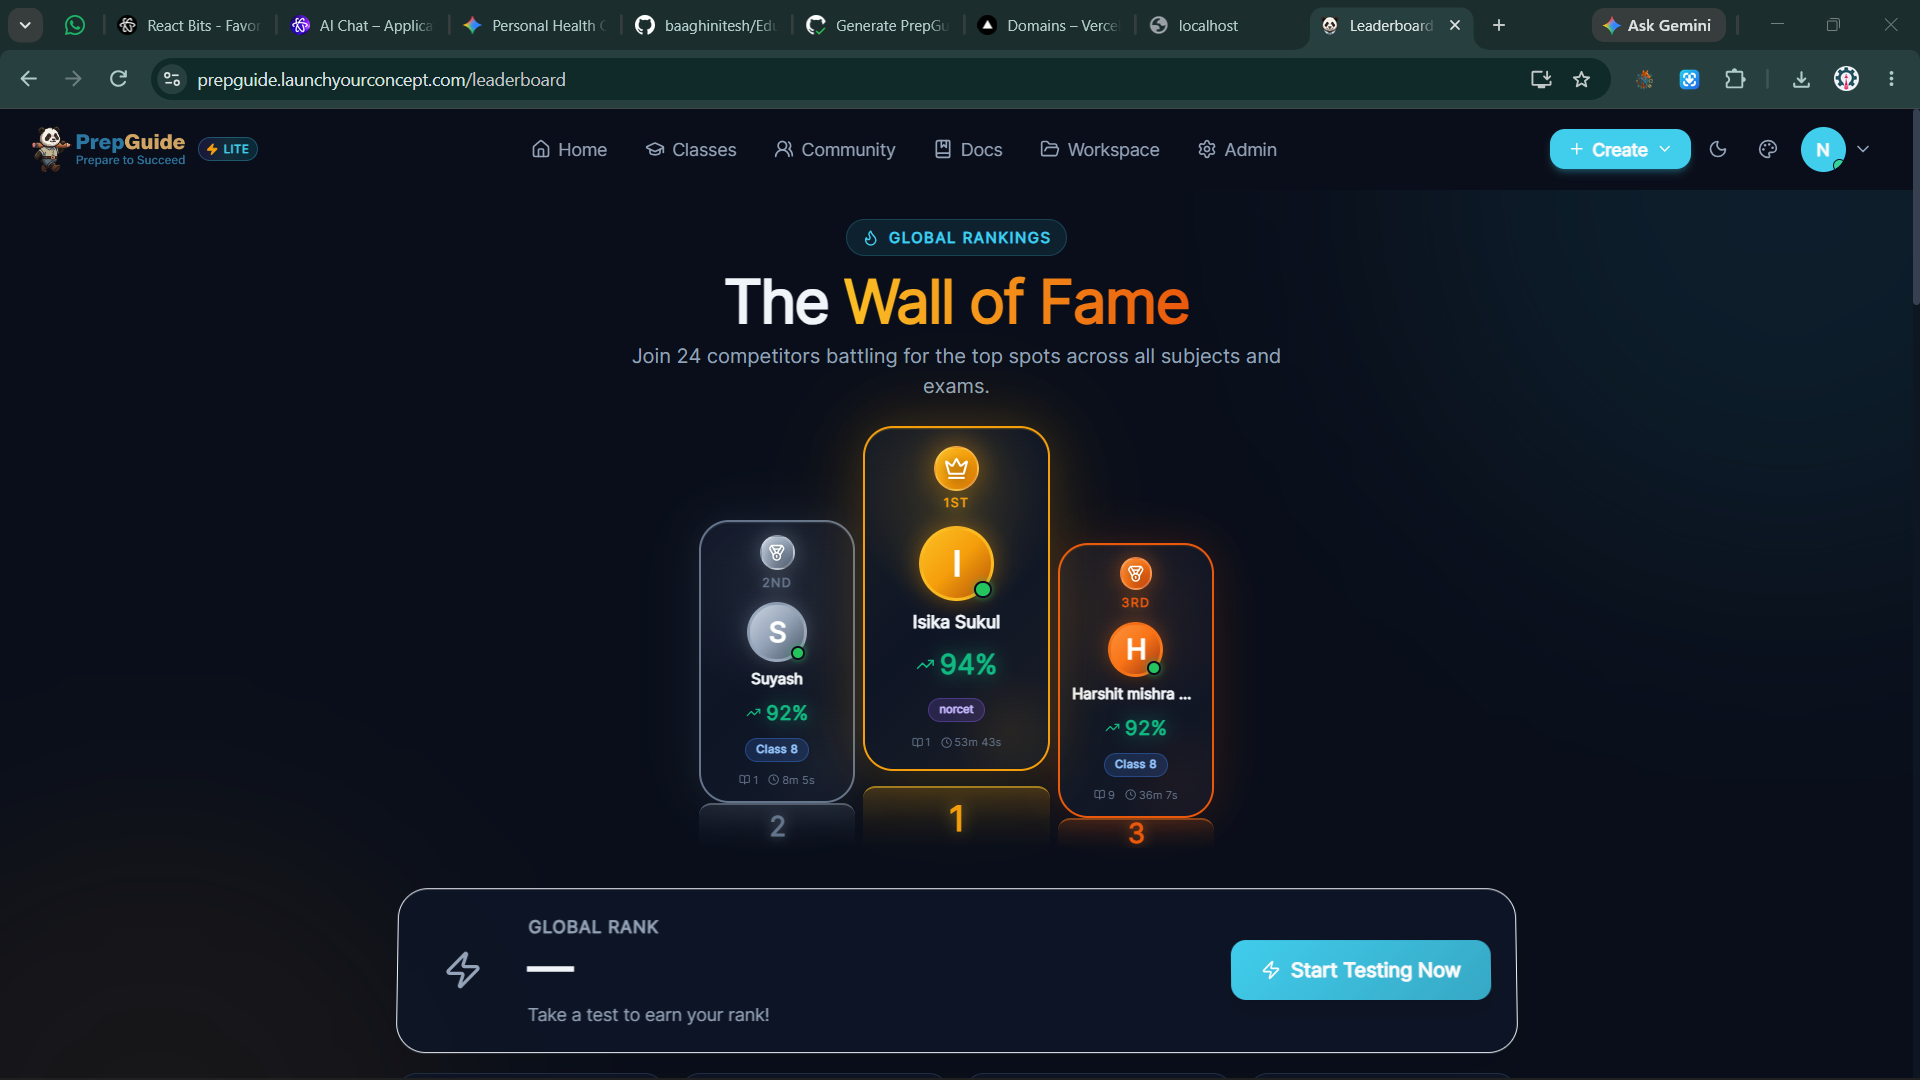 React Bits - Favor
AI Chat – Applica
Personal Health
baaghinitesh/Edu
Generate PrepGu
Domains – Verce
localhost
Leaderboard
Ask Gemini
prepguide.launchyourconcept.com/leaderboard
PrepGuide
Prepare to Succeed
LITE
Home
Classes
Community
Docs
Workspace
Admin
+ Create
N
GLOBAL RANKINGS
The Wall of Fame
Join 24 competitors battling for the top spots across all subjects and
exams.
1ST
I
Isika Sukul
94%
norcet
1 53m 43s
1
2ND
S
Suyash
92%
Class 8
1 8m 5s
2
3RD
H
Harshit mishra ...
92%
Class 8
9 36m 7s
3
GLOBAL RANK
—
Take a test to earn your rank!
Start Testing Now